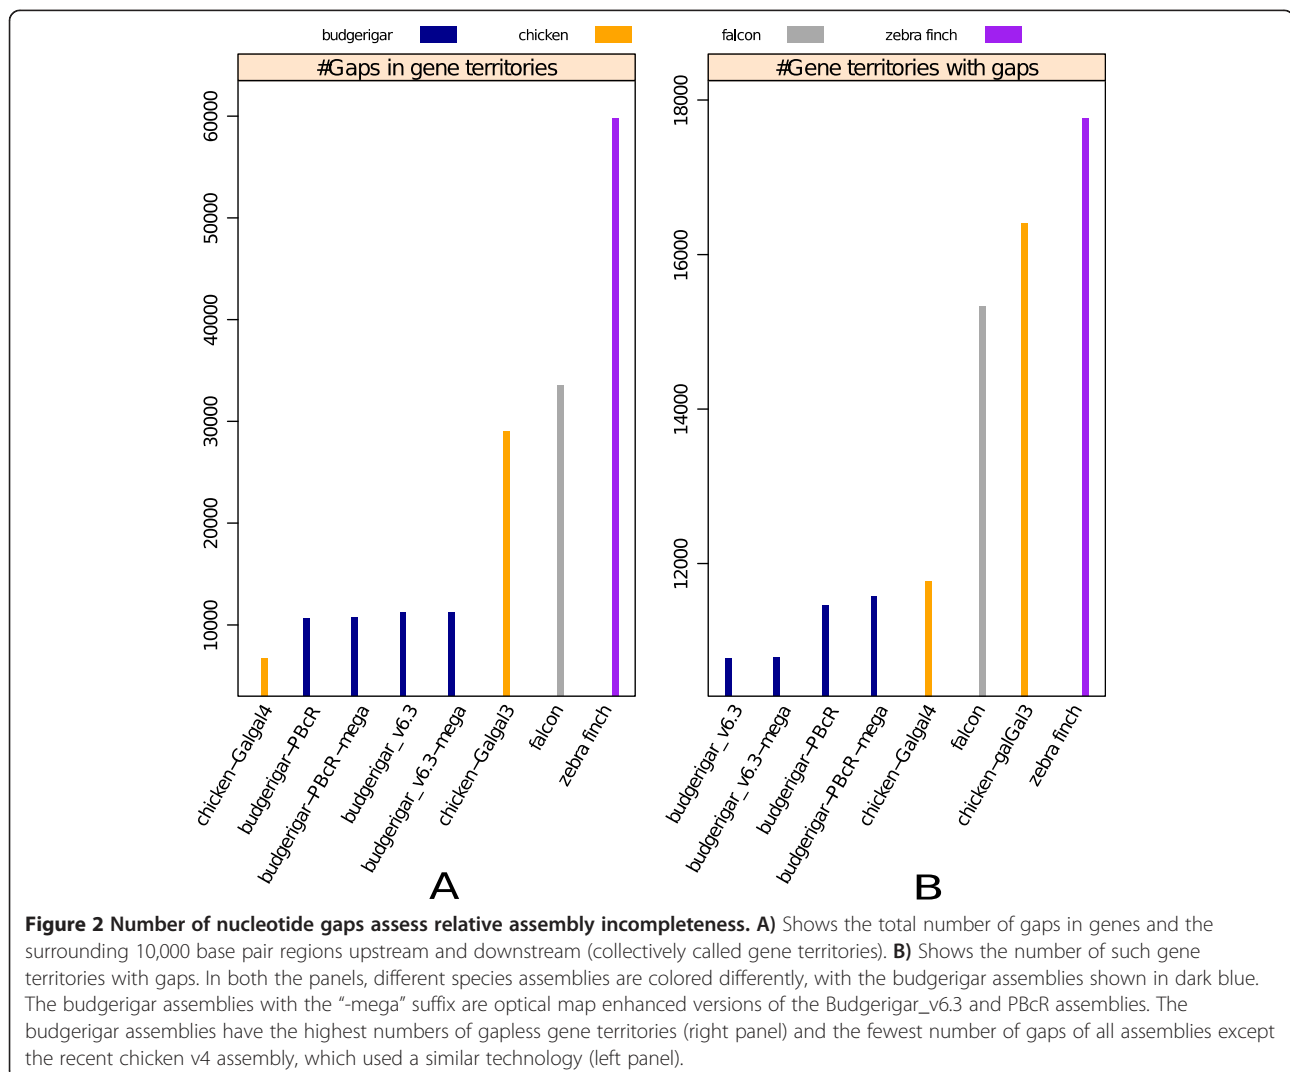 budgerigar chicken falcon zebra finch
#Gaps in gene territories
60000
50000
40000
30000
20000
10000
chicken−Galgal4
budgerigar−PBcR
budgerigar−PBcR−mega
budgerigar_v6.3
budgerigar_v6.3−mega
chicken−Galgal3
falcon
zebra finch
A
#Gene territories with gaps
18000
16000
14000
12000
budgerigar_v6.3
budgerigar_v6.3−mega
budgerigar−PBcR
budgerigar−PBcR−mega
chicken−Galgal4
falcon
chicken−galGal3
zebra finch
B
Figure 2 Number of nucleotide gaps assess relative assembly incompleteness. A) Shows the total number of gaps in genes and the
surrounding 10,000 base pair regions upstream and downstream (collectively called gene territories). B) Shows the number of such gene
territories with gaps. In both the panels, different species assemblies are colored differently, with the budgerigar assemblies shown in dark blue.
The budgerigar assemblies with the “-mega” suffix are optical map enhanced versions of the Budgerigar_v6.3 and PBcR assemblies. The
budgerigar assemblies have the highest numbers of gapless gene territories (right panel) and the fewest number of gaps of all assemblies except
the recent chicken v4 assembly, which used a similar technology (left panel).